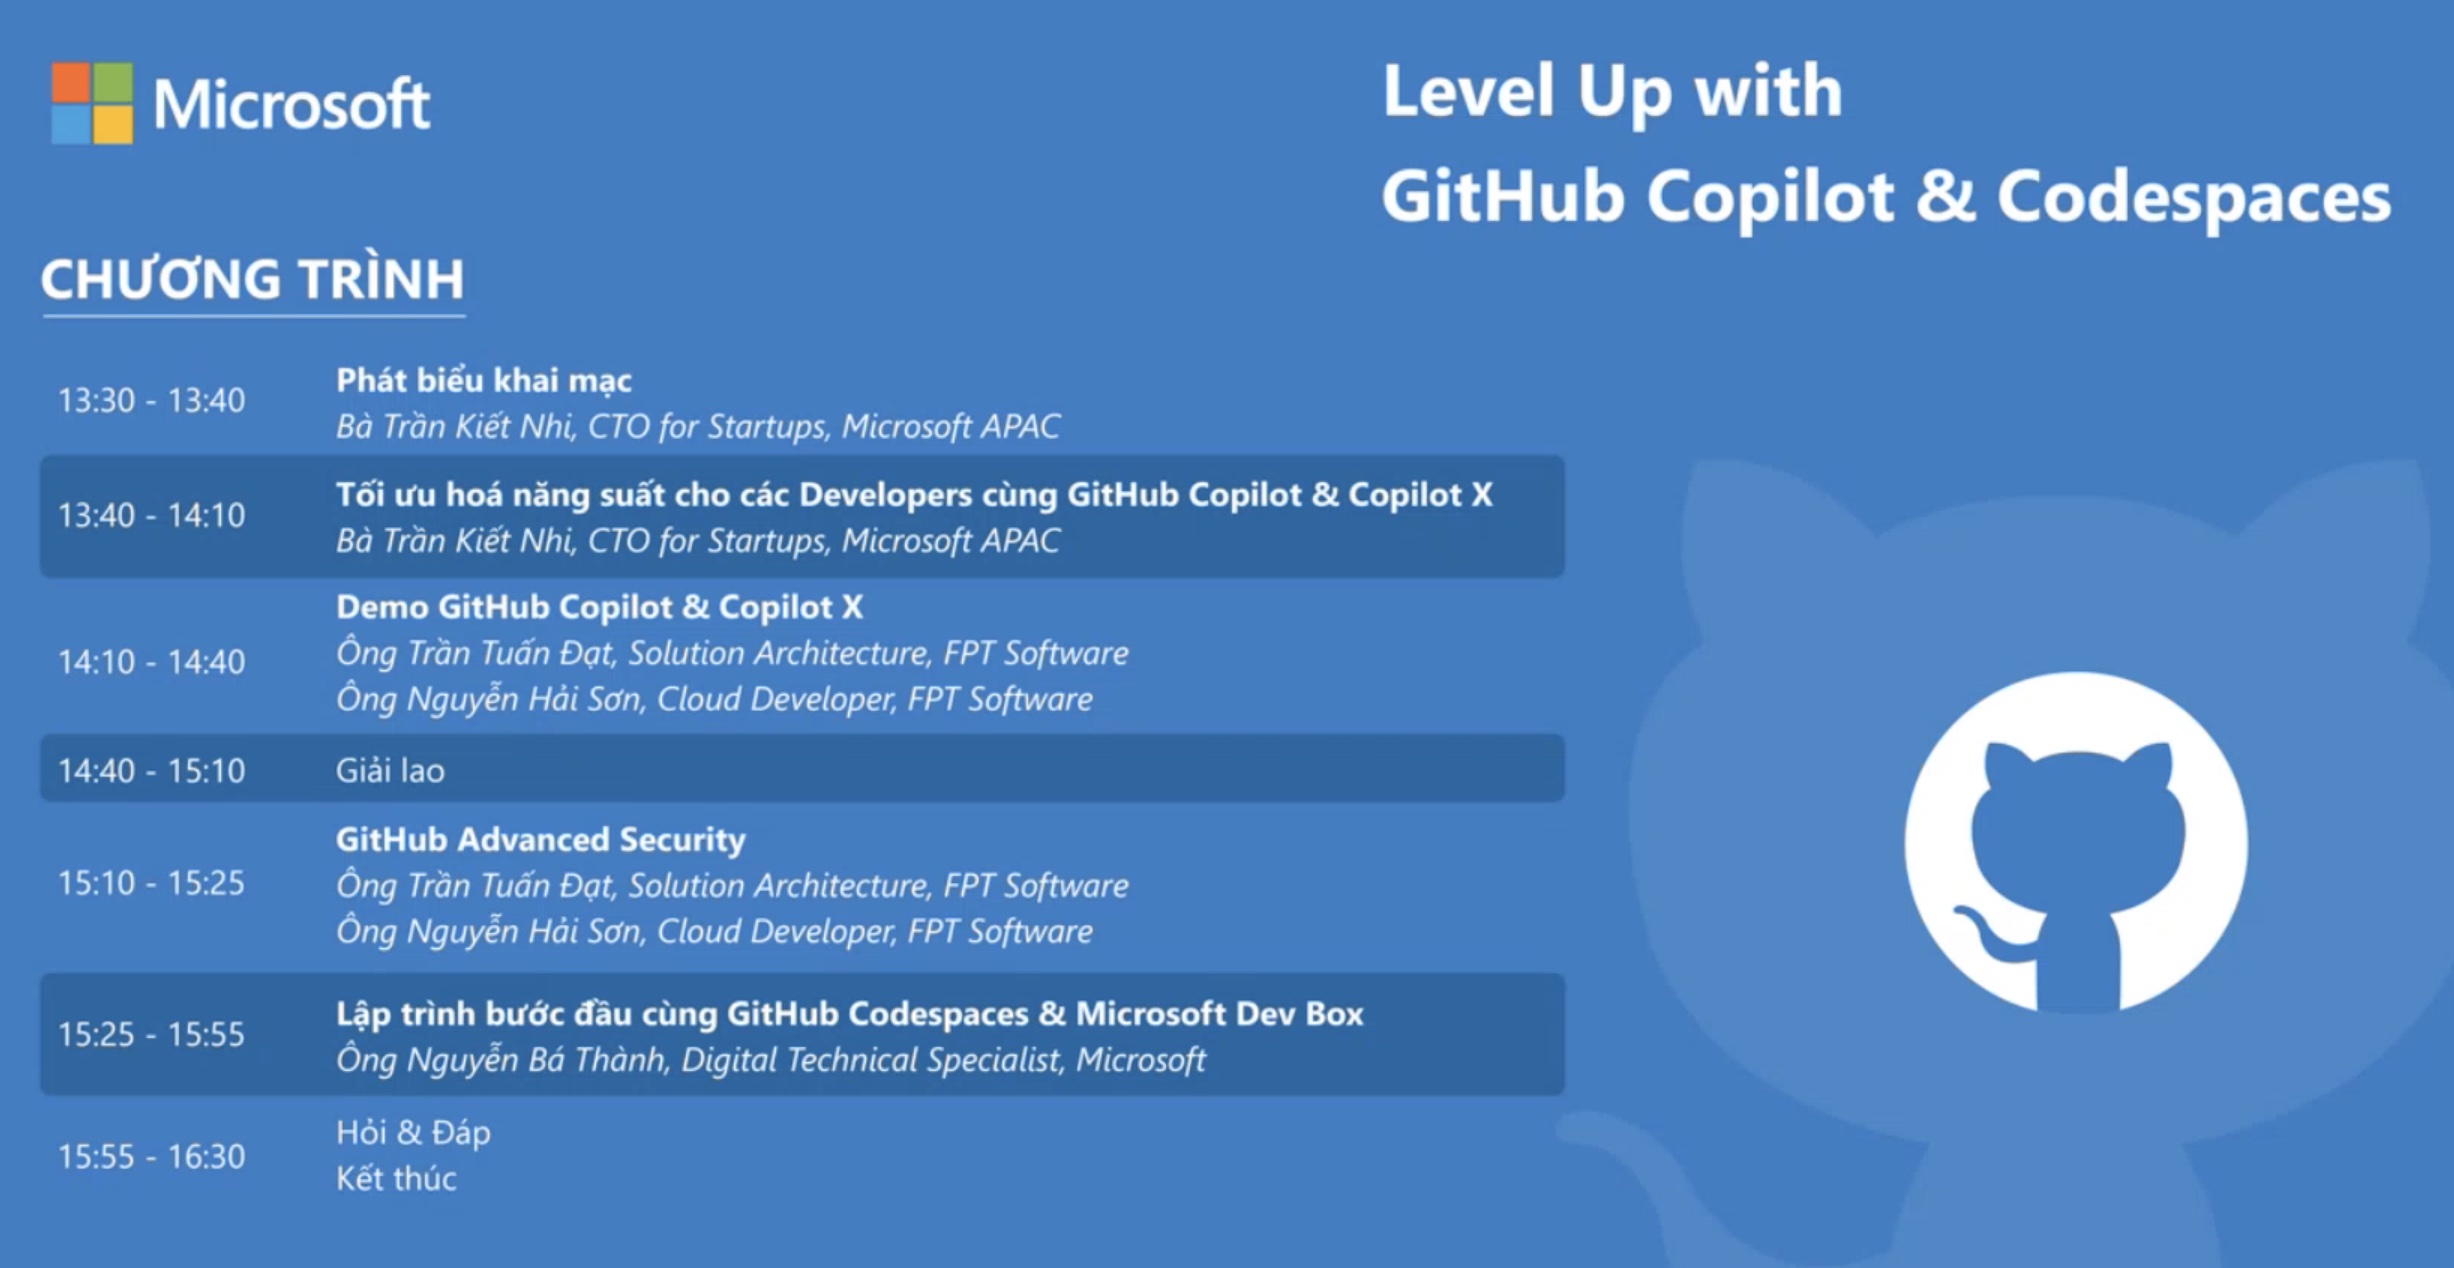 Microsoft
Level Up with
GitHub Copilot & Codespaces
CHƯƠNG TRÌNH
13:30 - 13:40
Phát biểu khai mạc
Bà Trần Kiết Nhi, CTO for Startups, Microsoft APAC
13:40 - 14:10
Tối ưu hoá năng suất cho các Developers cùng GitHub Copilot & Copilot X
Bà Trần Kiết Nhi, CTO for Startups, Microsoft APAC
14:10 - 14:40
Demo GitHub Copilot & Copilot X
Ông Trần Tuấn Đạt, Solution Architecture, FPT Software
Ông Nguyễn Hải Sơn, Cloud Developer, FPT Software
14:40 - 15:10
Giải lao
15:10 - 15:25
GitHub Advanced Security
Ông Trần Tuấn Đạt, Solution Architecture, FPT Software
Ông Nguyễn Hải Sơn, Cloud Developer, FPT Software
15:25 - 15:55
Lập trình bước đầu cùng GitHub Codespaces & Microsoft Dev Box
Ông Nguyễn Bá Thành, Digital Technical Specialist, Microsoft
15:55 - 16:30
Hỏi & Đáp
Kết thúc